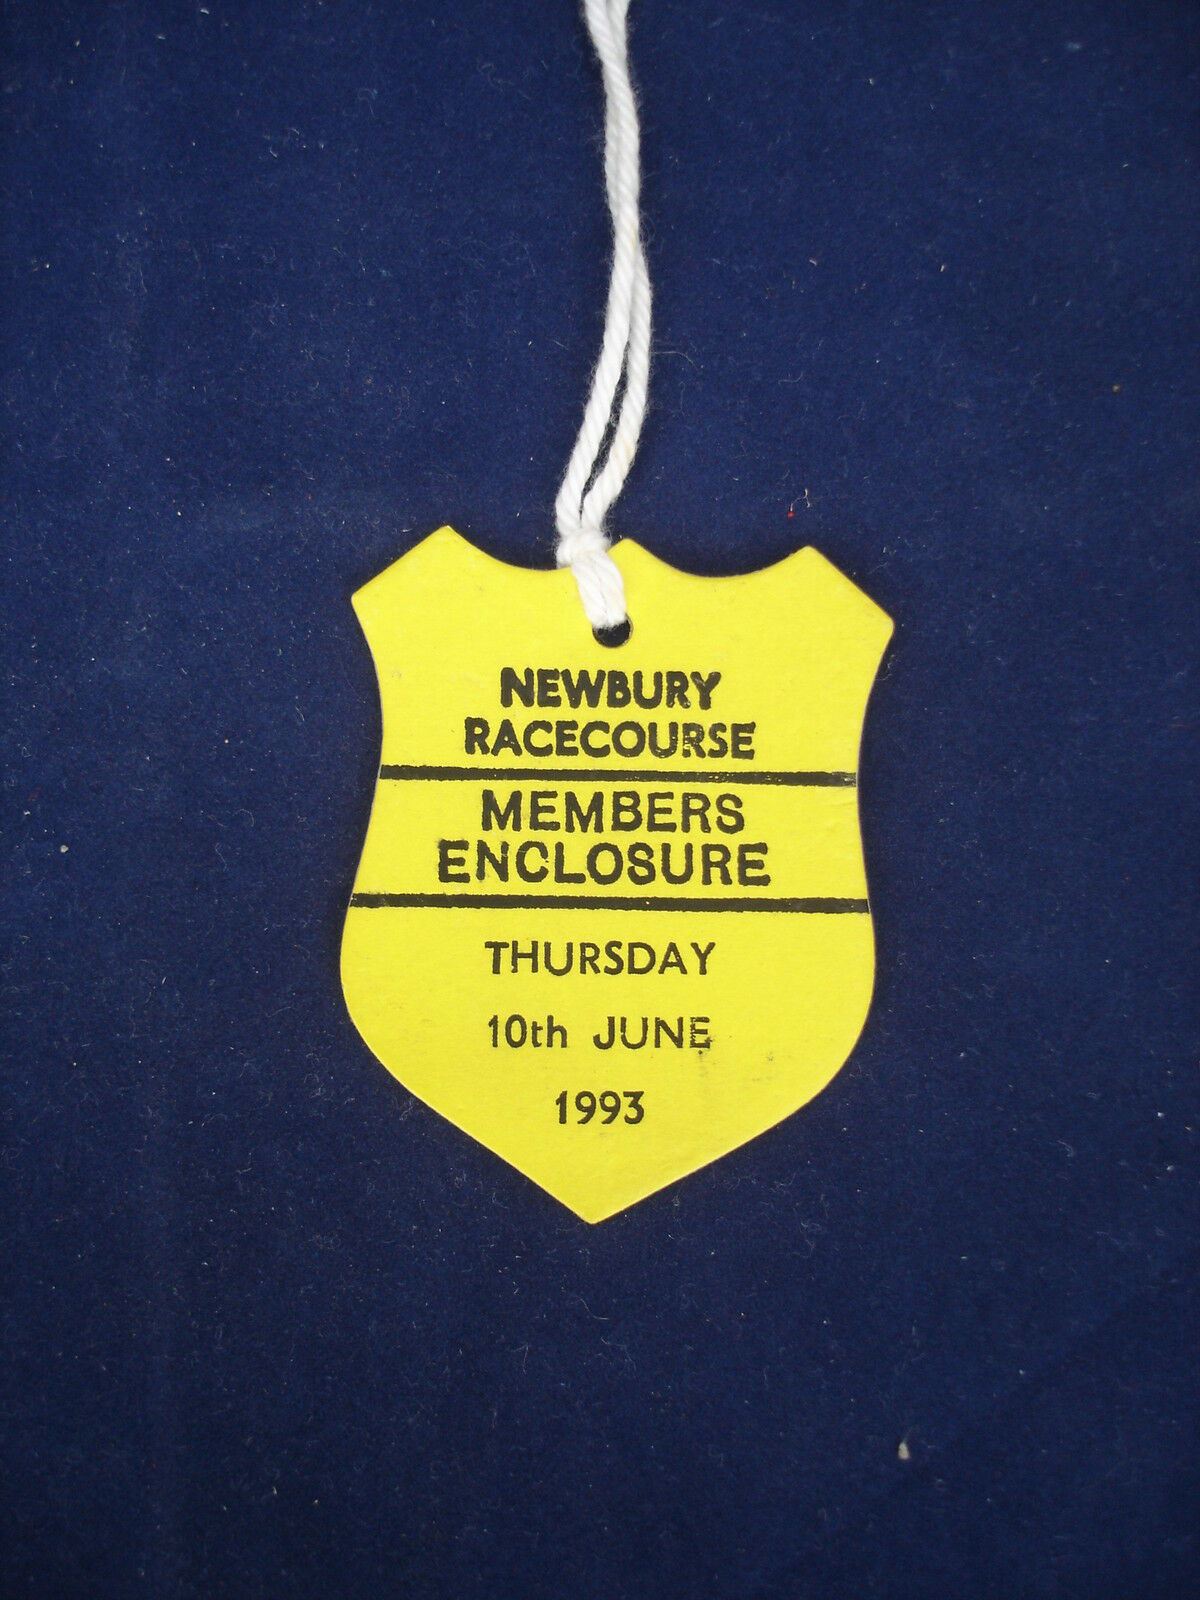 NEWBURY
RACECOURSE
MEMBERS
ENCLOSURE
THURSDAY
10th JUNE
1993